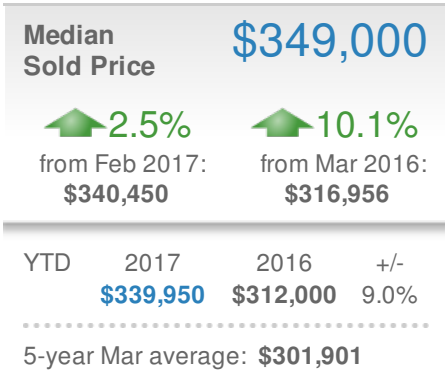 Median $349,000
Sold Price
2.5% 10.1%
from Feb 2017: from Mar 2016:
$340,450 $316,956
YTD 2017 2016 +/-
$339,950 $312,000 9.0%
5-year Mar average: $301,901